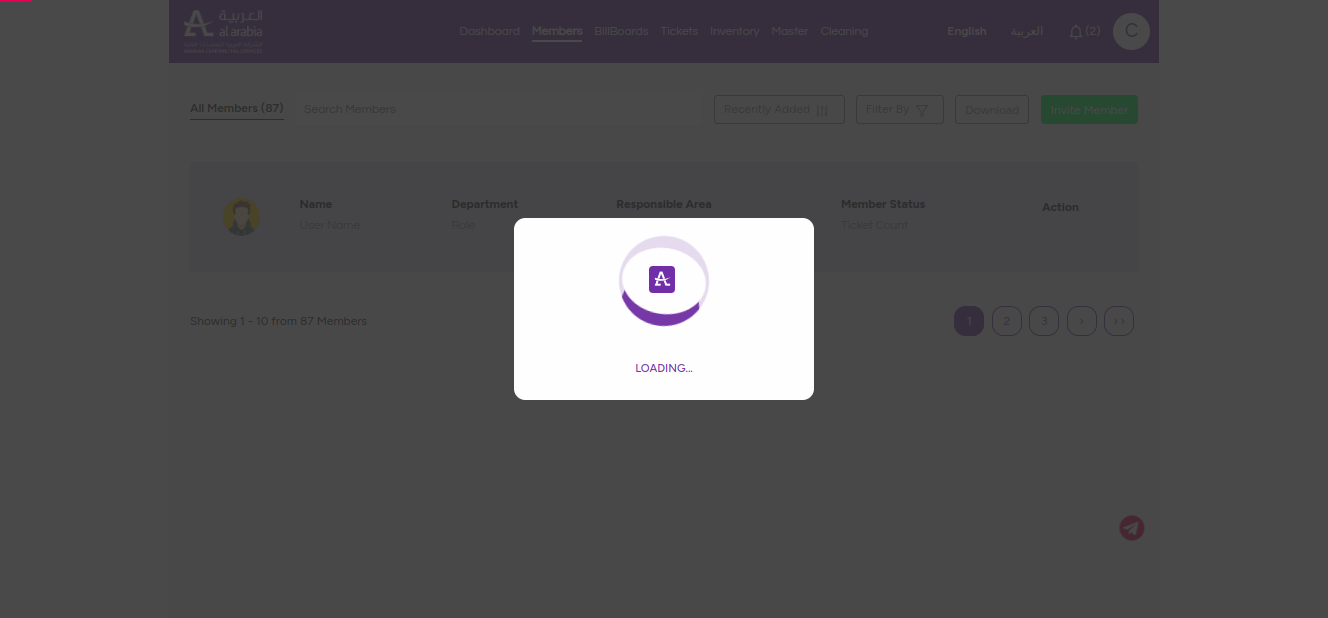 العربية
al arabia
Dashboard Members BillBoards Tickets Inventory Master Cleaning English العربية (2) C
All Members (87) Search Members Recently Added Filter By Download Invite Member
Name Department Responsible Area Member Status Action
User Name Role Ticket Count
Showing 1 - 10 from 87 Members 1 2 3 › ››
LOADING...